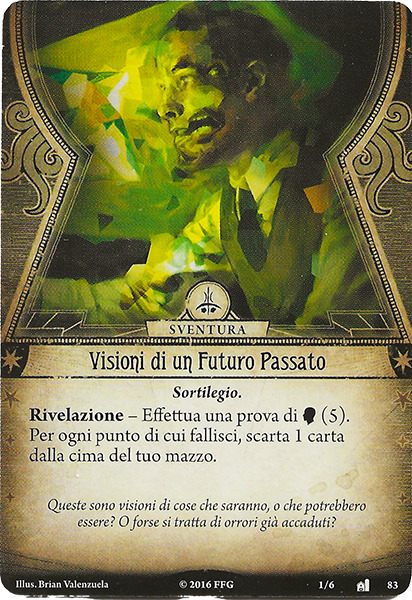 SVENTURA
Visioni di un Futuro Passato
Sortilegio.
Rivelazione – Effettua una prova di (5).
Per ogni punto di cui fallisci, scarta 1 carta
dalla cima del tuo mazzo.
Queste sono visioni di cose che saranno, o che potrebbero
essere? O forse si tratta di orrori già accaduti?
Illus. Brian Valenzuela © 2016 FFG 1/6 83